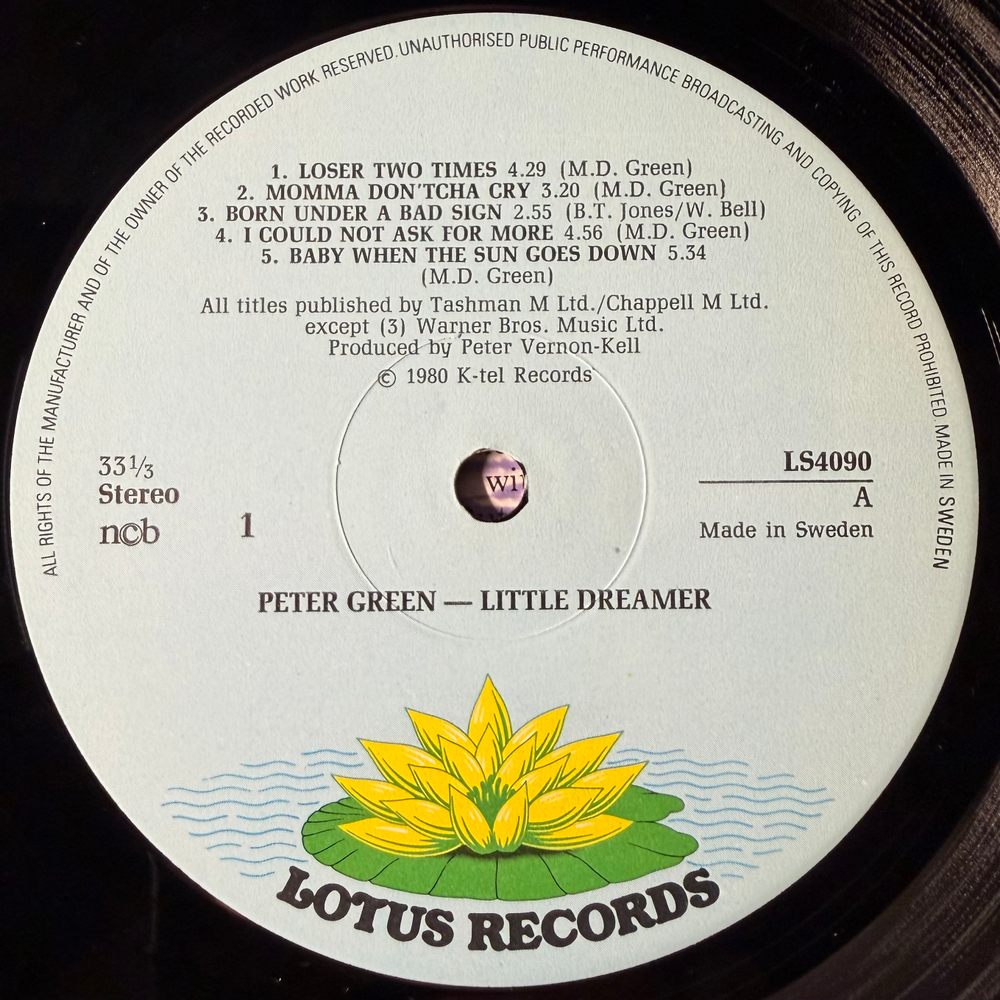 ALL RIGHTS OF THE MANUFACTURER AND OF THE OWNER OF THE RECORDED WORK RESERVED. UNAUTHORISED PUBLIC PERFORMANCE BROADCASTING AND COPYING OF THIS RECORD PROHIBITED. MADE IN SWEDEN
1. LOSER TWO TIMES 4.29 (M.D. Green)
2. MOMMA DON'TCHA CRY 3.20 (M.D. Green)
3. BORN UNDER A BAD SIGN 2.55 (B.T. Jones/W. Bell)
4. I COULD NOT ASK FOR MORE 4.56 (M.D. Green)
5. BABY WHEN THE SUN GOES DOWN 5.34
(M.D. Green)
All titles published by Tashman M Ltd./Chappell M Ltd.
except (3) Warner Bros. Music Ltd.
Produced by Peter Vernon-Kell
© 1980 K-tel Records
33 1/3
Stereo
ncb
1
LS4090
A
Made in Sweden
PETER GREEN — LITTLE DREAMER
LOTUS RECORDS